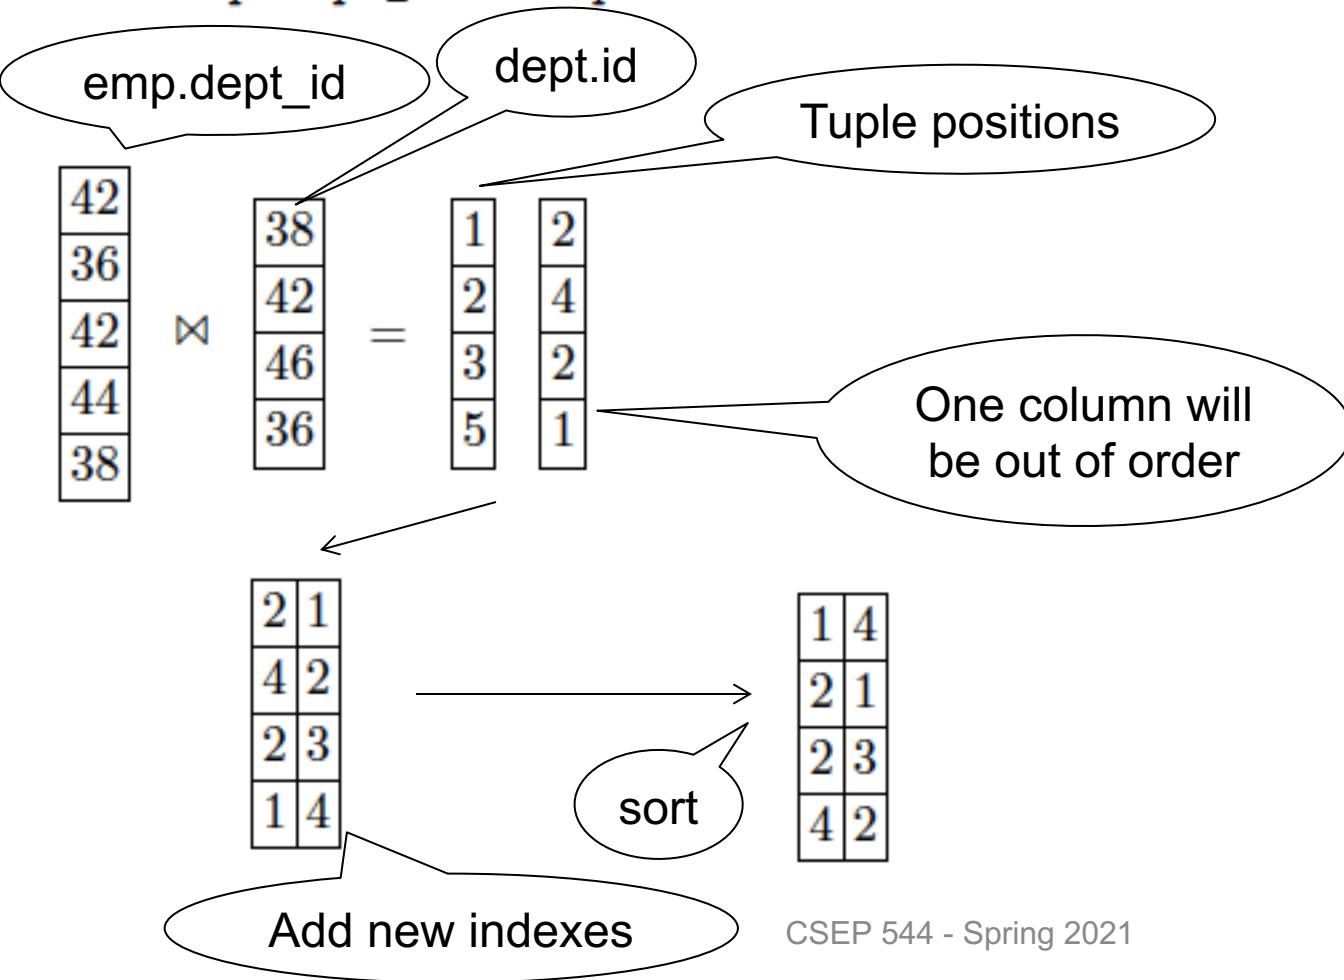 emp.dept_id
dept.id
Tuple positions
42
36
42
44
38
⋈
38
42
46
36
=
1 2
2 4
3 2
5 1
One column will
be out of order
2 1
4 2
2 3
1 4
sort
1 4
2 1
2 3
4 2
Add new indexes
CSEP 544 - Spring 2021